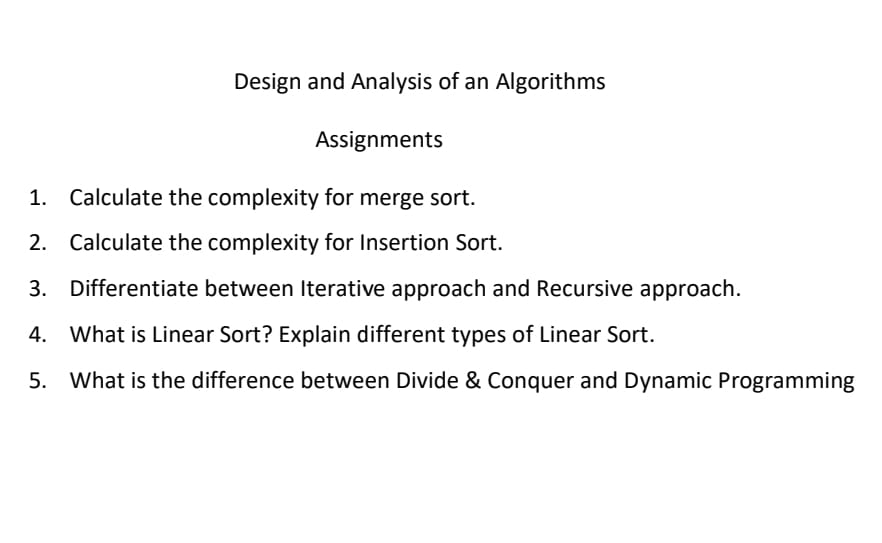 Design and Analysis of an Algorithms
Assignments
1. Calculate the complexity for merge sort.
2. Calculate the complexity for Insertion Sort.
3. Differentiate between Iterative approach and Recursive approach.
4. What is Linear Sort? Explain different types of Linear Sort.
5. What is the difference between Divide & Conquer and Dynamic Programming